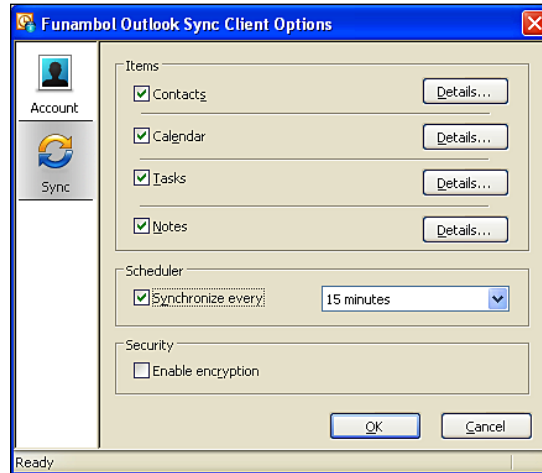 Funambol Outlook Sync Client Options
Account
Sync
Items
Contacts Details...
Calendar Details...
Tasks Details...
Notes Details...
Scheduler
Synchronize every 15 minutes
Security
Enable encryption
OK Cancel
Ready